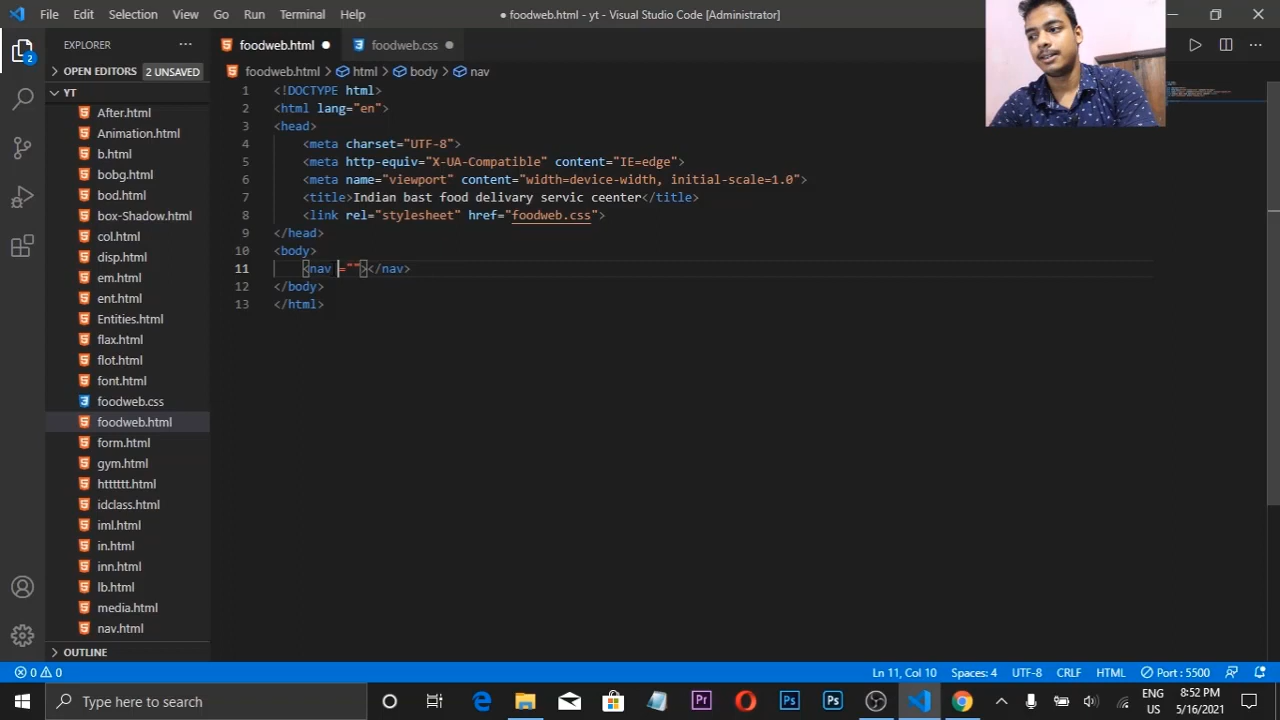 File Edit Selection View Go Run Terminal Help
● foodweb.html - yt - Visual Studio Code [Administrator]
EXPLORER
foodweb.html ●
foodweb.css ●
2
OPEN EDITORS 2 UNSAVED
foodweb.html > html > body > nav
YT
After.html
Animation.html
b.html
bobg.html
bod.html
box-Shadow.html
col.html
disp.html
em.html
ent.html
Entities.html
flax.html
flot.html
font.html
foodweb.css
foodweb.html
form.html
gym.html
httttttt.html
idclass.html
iml.html
in.html
inn.html
lb.html
media.html
nav.html
OUTLINE
1 <!DOCTYPE html>
2 <html lang="en">
3 <head>
4 <meta charset="UTF-8">
5 <meta http-equiv="X-UA-Compatible" content="IE=edge">
6 <meta name="viewport" content="width=device-width, initial-scale=1.0">
7 <title>Indian bast food delivary servic ceenter</title>
8 <link rel="stylesheet" href="foodweb.css">
9 </head>
10 <body>
11 <nav =""></nav>
12 </body>
13 </html>
0 0
Ln 11, Col 10 Spaces: 4 UTF-8 CRLF HTML Port : 5500
Type here to search
Pr
Ps
Ps
ENG
US
8:52 PM
5/16/2021